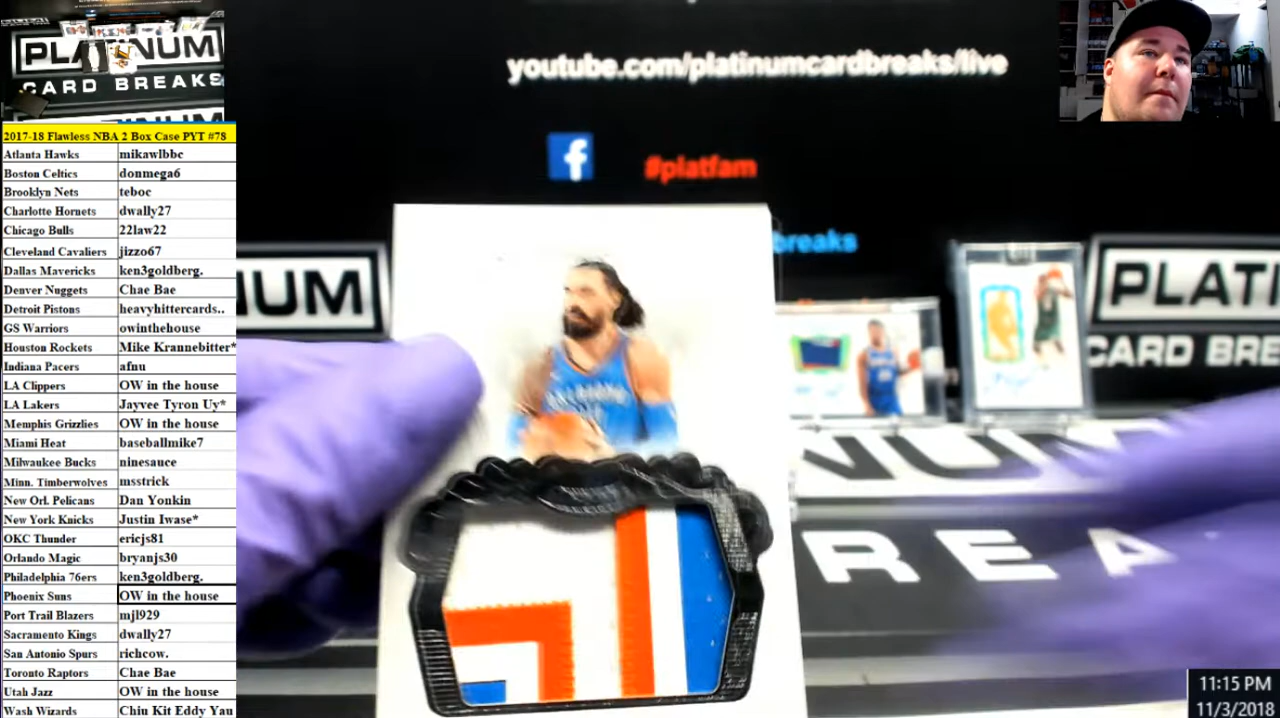 PLATINUM
CARD BREAKS
2017-18 Flawless NBA 2 Box Case PYT #78
Atlanta Hawks mikawlbbc
Boston Celtics donmega6
Brooklyn Nets teboc
Charlotte Hornets dwally27
Chicago Bulls 22law22
Cleveland Cavaliers jizzo67
Dallas Mavericks ken3goldberg.
Denver Nuggets Chae Bae
Detroit Pistons heavyhittercards..
GS Warriors owinthehouse
Houston Rockets Mike Krannebitter*
Indiana Pacers afnu
LA Clippers OW in the house
LA Lakers Jayvee Tyron Uy*
Memphis Grizzlies OW in the house
Miami Heat baseballmike7
Milwaukee Bucks ninesauce
Minn. Timberwolves msstrick
New Orl. Pelicans Dan Yonkin
New York Knicks Justin Iwase*
OKC Thunder ericjs81
Orlando Magic bryanjs30
Philadelphia 76ers ken3goldberg.
Phoenix Suns OW in the house
Port Trail Blazers mjl929
Sacramento Kings dwally27
San Antonio Spurs richcow.
Toronto Raptors Chae Bae
Utah Jazz OW in the house
Wash Wizards Chiu Kit Eddy Yau
youtube.com/platinumcardbreaks/live
f
#platfam
breaks
NUM
PLATI
CARD BREA
NUM
REA
11:15 PM
11/3/2018